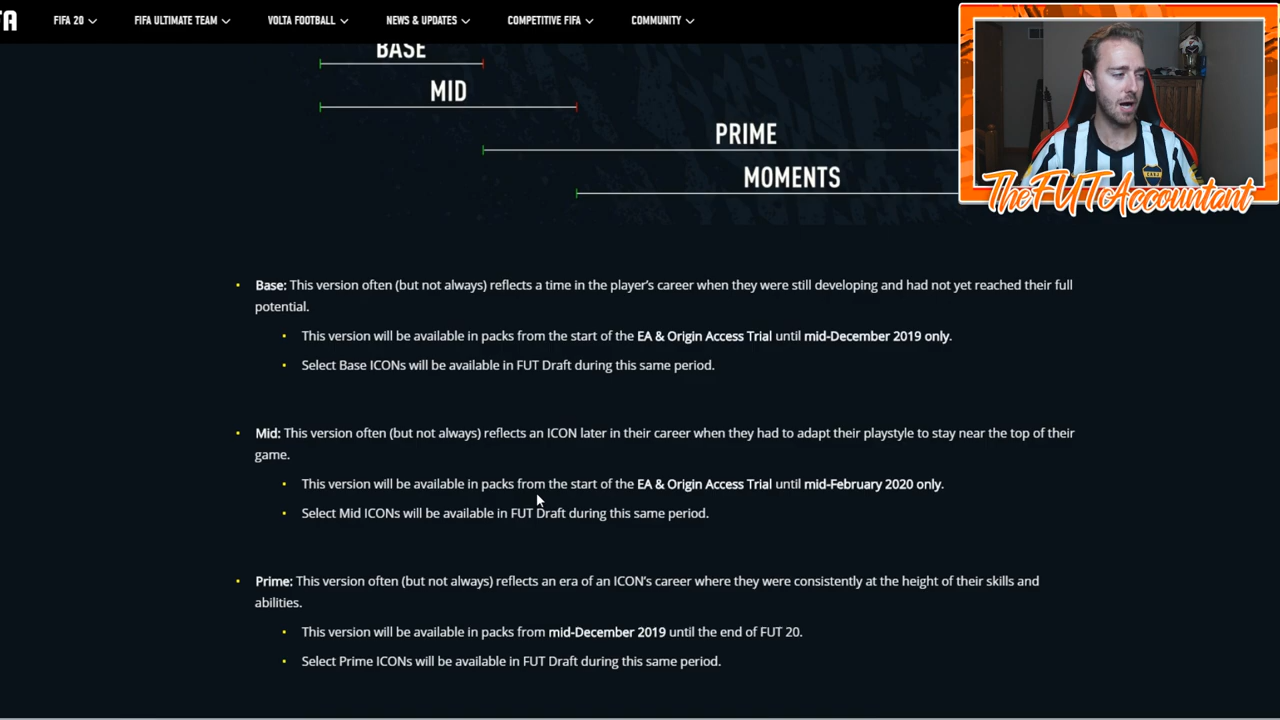 FA
FIFA 20
FIFA ULTIMATE TEAM
VOLTA FOOTBALL
NEWS & UPDATES
COMPETITIVE FIFA
COMMUNITY
BASE
MID
PRIME
MOMENTS
TheFUTAccountant
• Base: This version often (but not always) reflects a time in the player's career when they were still developing and had not yet reached their full
potential.
• This version will be available in packs from the start of the EA & Origin Access Trial until mid-December 2019 only.
• Select Base ICONs will be available in FUT Draft during this same period.
• Mid: This version often (but not always) reflects an ICON later in their career when they had to adapt their playstyle to stay near the top of their
game.
• This version will be available in packs from the start of the EA & Origin Access Trial until mid-February 2020 only.
• Select Mid ICONs will be available in FUT Draft during this same period.
• Prime: This version often (but not always) reflects an era of an ICON's career where they were consistently at the height of their skills and
abilities.
• This version will be available in packs from mid-December 2019 until the end of FUT 20.
• Select Prime ICONs will be available in FUT Draft during this same period.